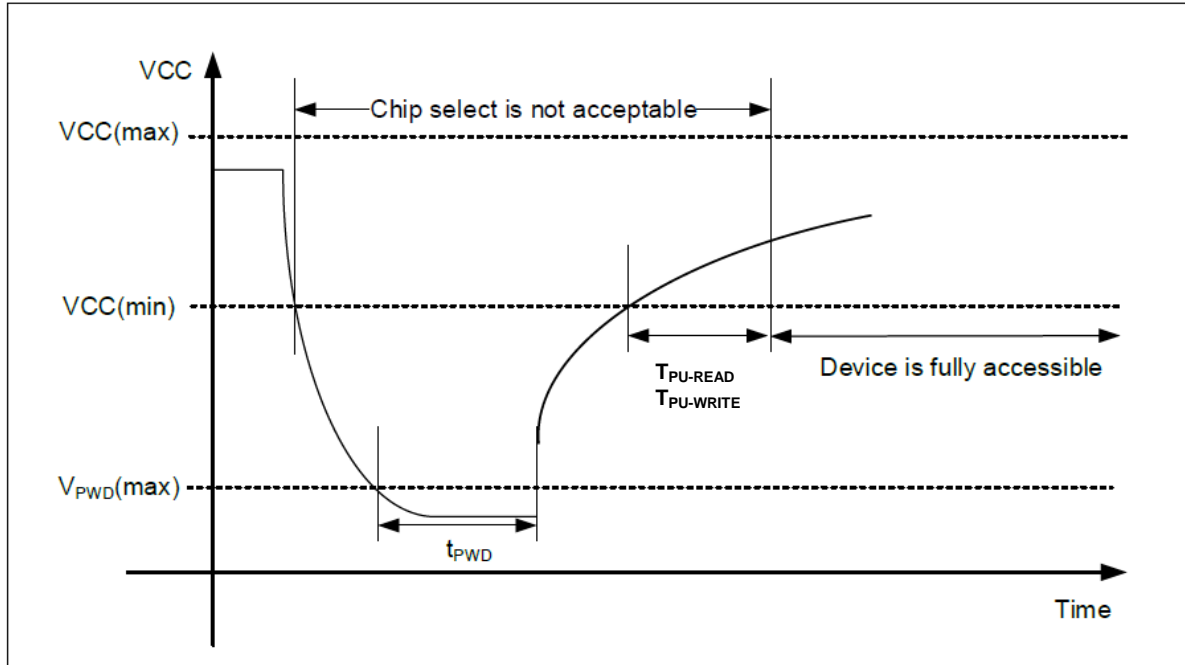 VCC
Chip select is not acceptable
VCC(max)
VCC(min)
TPU-READ
TPU-WRITE
Device is fully accessible
VPWD(max)
tPWD
Time